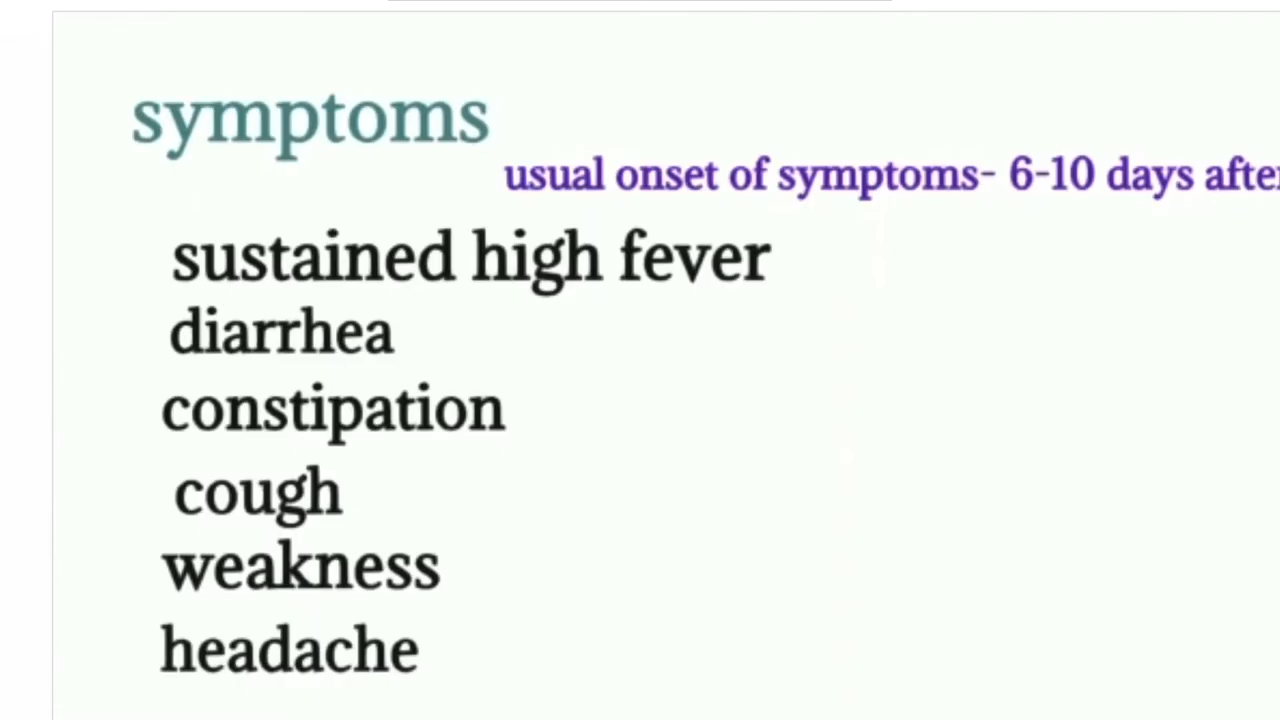 symptoms
usual onset of symptoms- 6-10 days after
sustained high fever
diarrhea
constipation
cough
weakness
headache